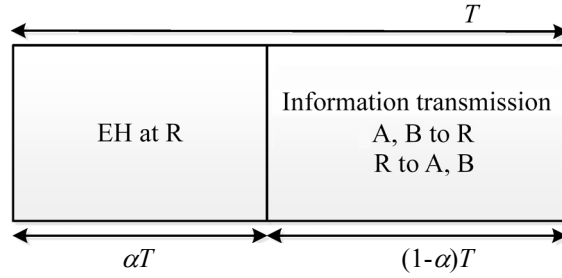 T
EH at R
Information transmission
A, B to R
R to A, B
αT
(1-α)T